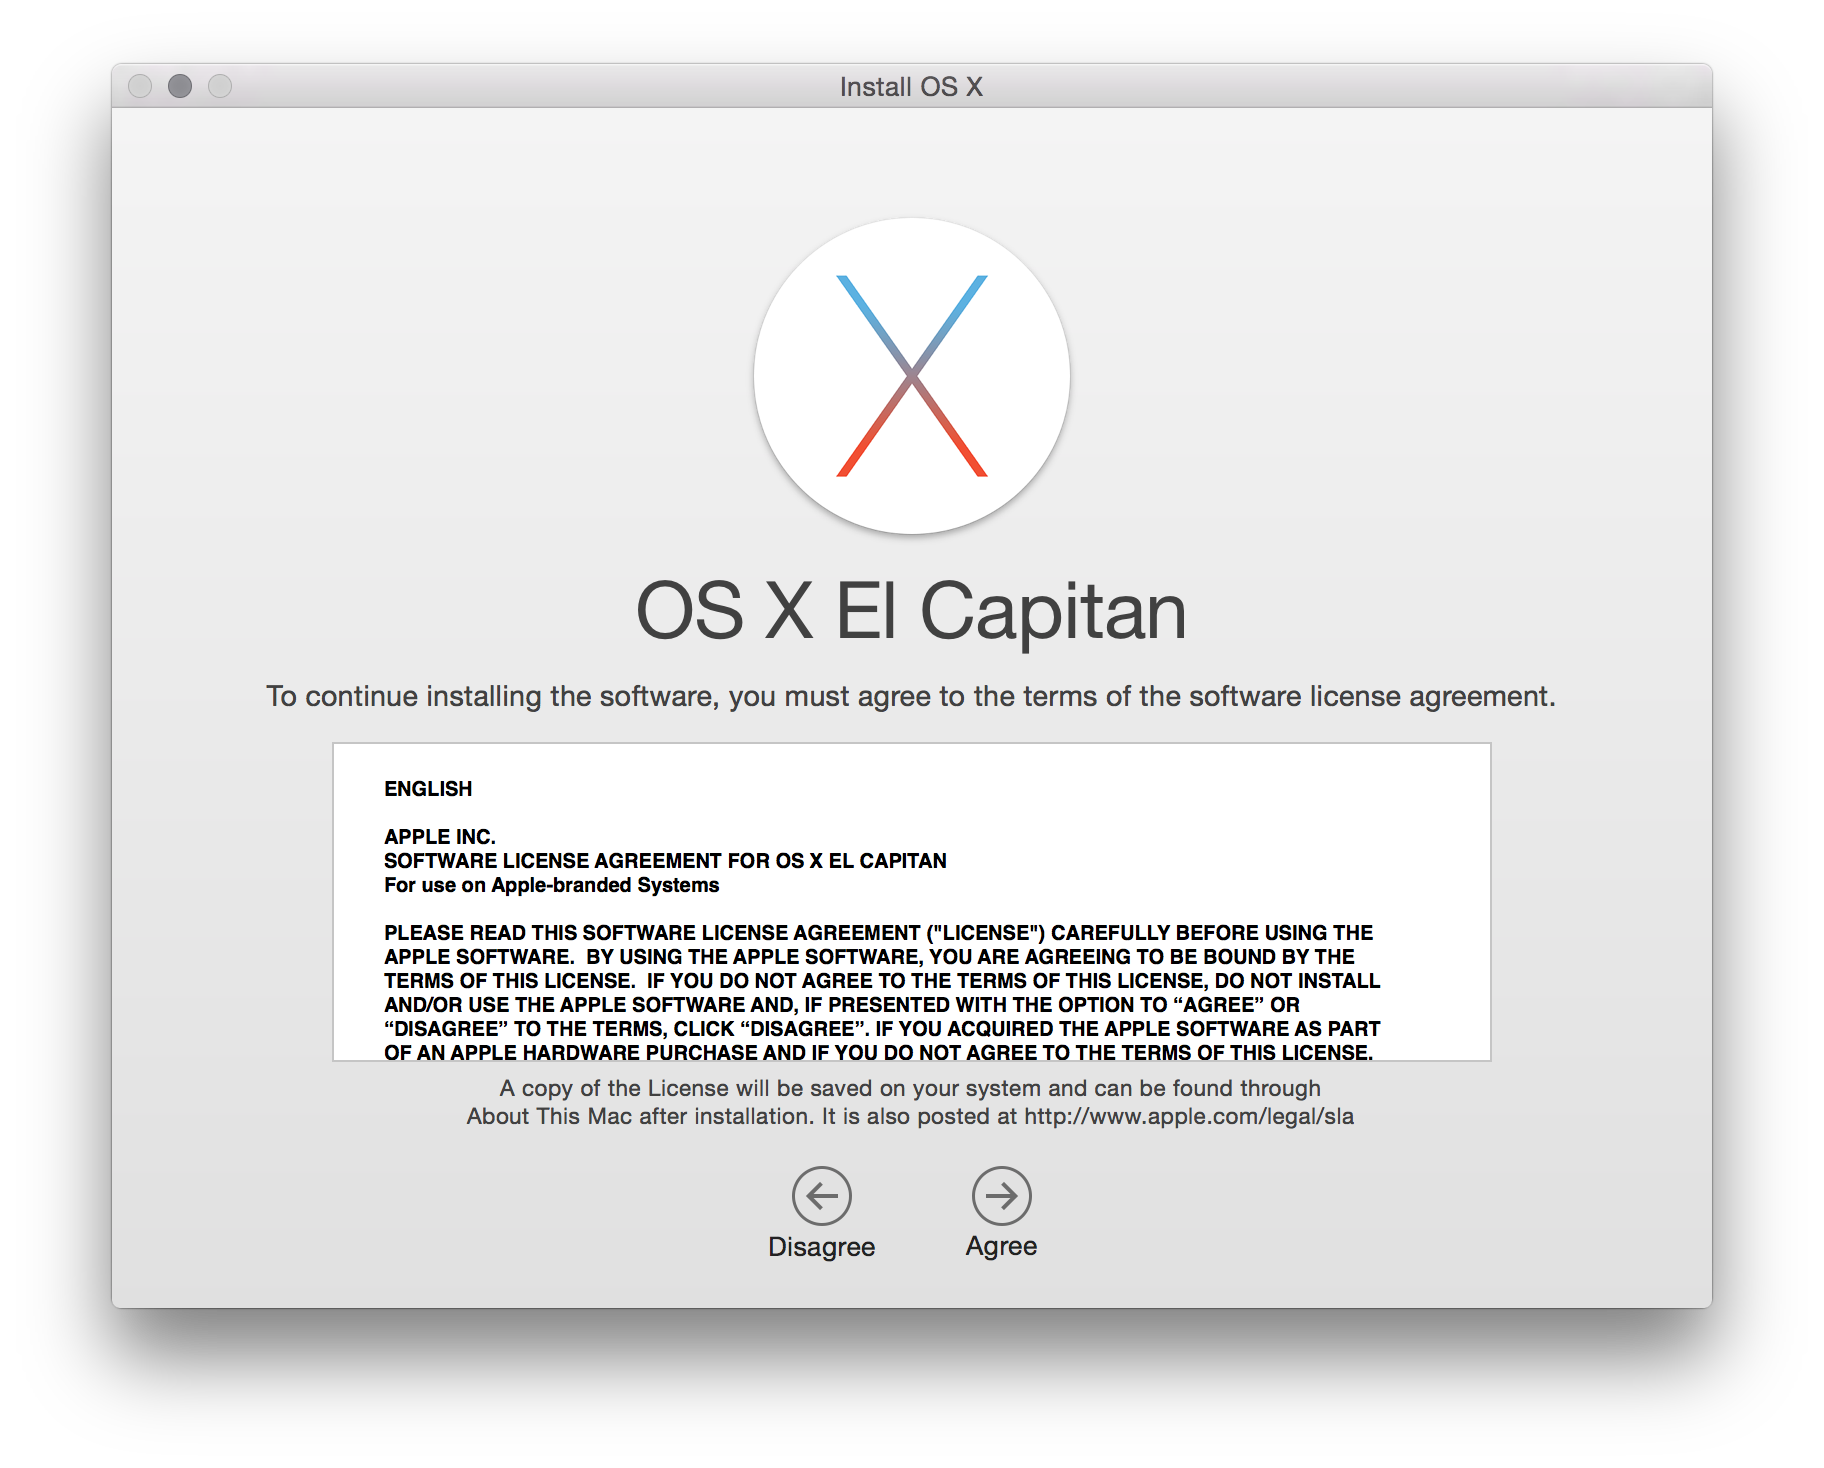 Install OS X
OS X El Capitan
To continue installing the software, you must agree to the terms of the software license agreement.
ENGLISH
APPLE INC.
SOFTWARE LICENSE AGREEMENT FOR OS X EL CAPITAN
For use on Apple-branded Systems
PLEASE READ THIS SOFTWARE LICENSE AGREEMENT ("LICENSE") CAREFULLY BEFORE USING THE
APPLE SOFTWARE.  BY USING THE APPLE SOFTWARE, YOU ARE AGREEING TO BE BOUND BY THE
TERMS OF THIS LICENSE.  IF YOU DO NOT AGREE TO THE TERMS OF THIS LICENSE, DO NOT INSTALL
AND/OR USE THE APPLE SOFTWARE AND, IF PRESENTED WITH THE OPTION TO “AGREE” OR
“DISAGREE” TO THE TERMS, CLICK “DISAGREE”. IF YOU ACQUIRED THE APPLE SOFTWARE AS PART
OF AN APPLE HARDWARE PURCHASE AND IF YOU DO NOT AGREE TO THE TERMS OF THIS LICENSE,
A copy of the License will be saved on your system and can be found through
About This Mac after installation. It is also posted at http://www.apple.com/legal/sla
Disagree
Agree